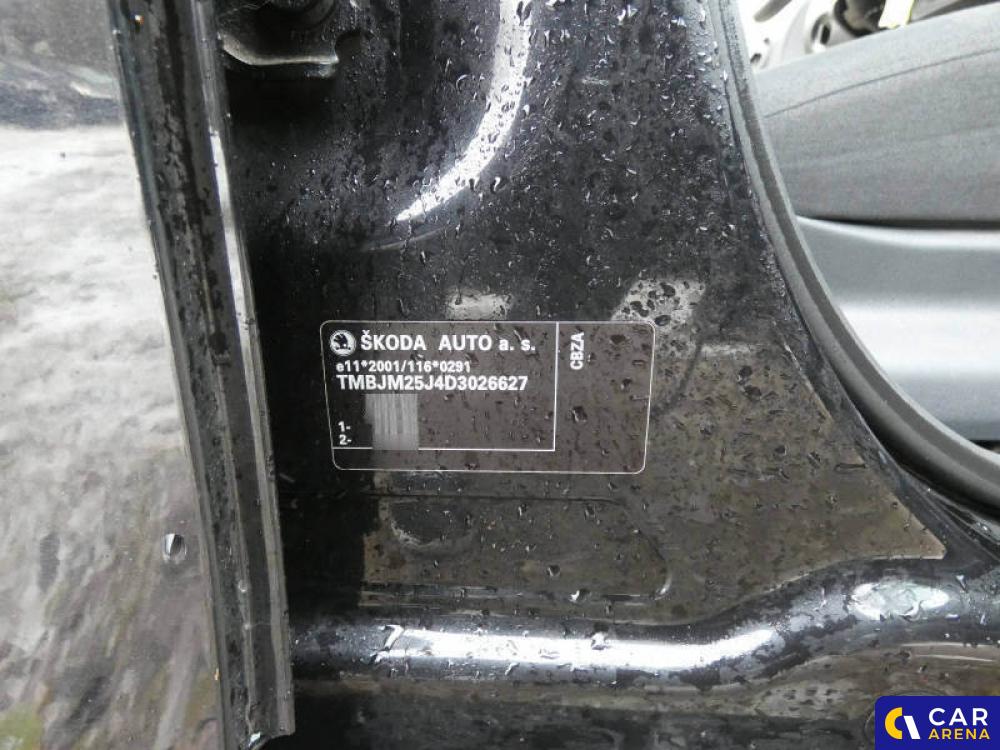 ŠKODA AUTO a. s.
e11*2001/116*0291
TMBJM25J4D3026627
1-
2-
CBZA
CAR
ARENA